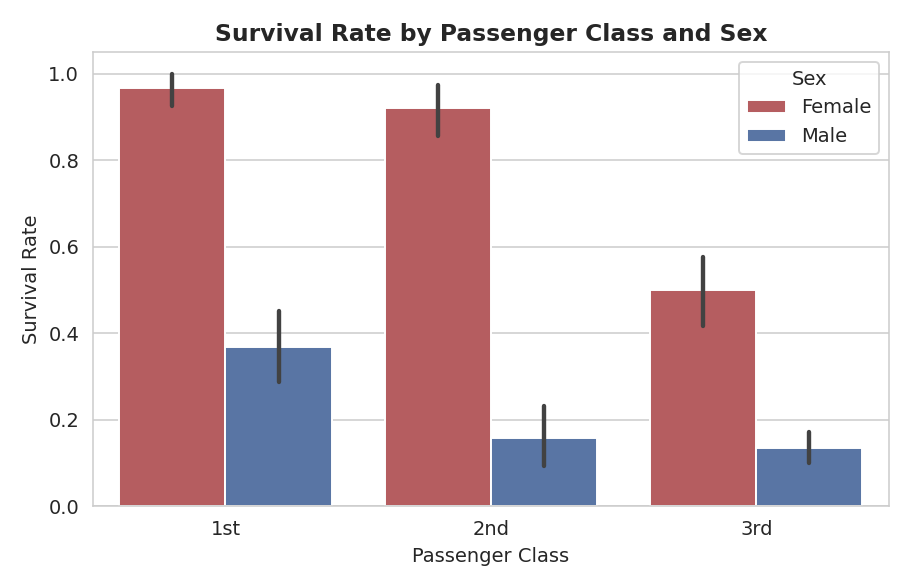 Survival Rate by Passenger Class and Sex
Sex
Female
Male
1.0
0.8
0.6
0.4
0.2
0.0
Survival Rate
1st
2nd
3rd
Passenger Class